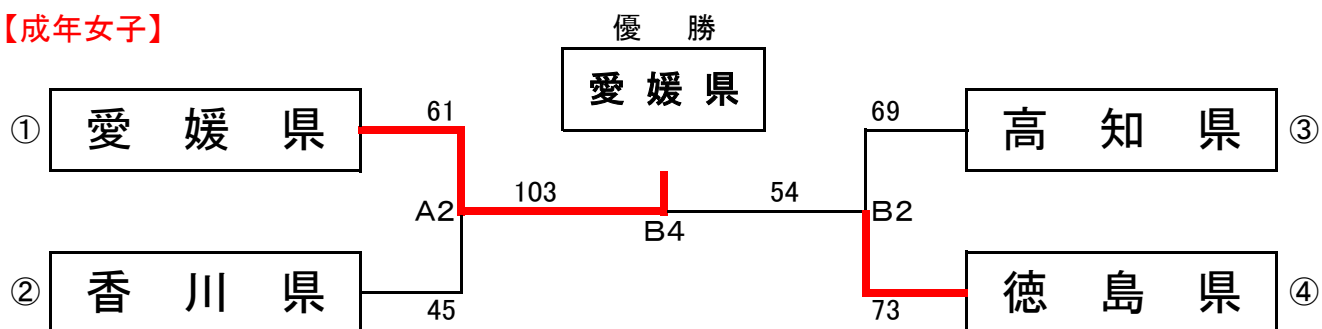 【成年女子】
優 勝
愛 媛 県
① 愛 媛 県 61 69 高 知 県 ③
A2 103 54 B2
B4
② 香 川 県 45 73 徳 島 県 ④